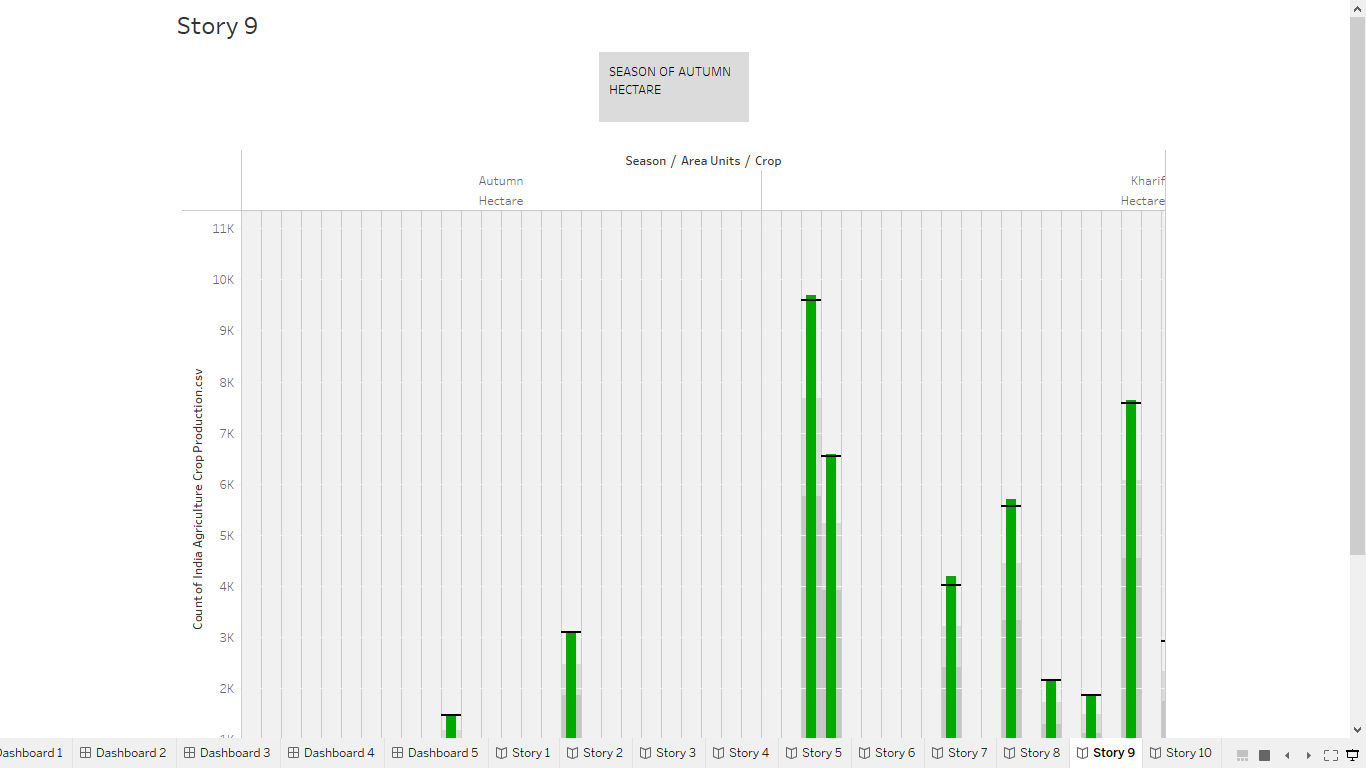 Story 9
SEASON OF AUTUMN
HECTARE
Season / Area Units / Crop
Autumn
Kharif
Hectare
Hectare
11K
10K
9K
8K
7K
6K
5K
4K
3K
2K
Count of India Agriculture Crop Production.csv
Dashboard 1
Dashboard 2
Dashboard 3
Dashboard 4
Dashboard 5
Story 1
Story 2
Story 3
Story 4
Story 5
Story 6
Story 7
Story 8
Story 9
Story 10